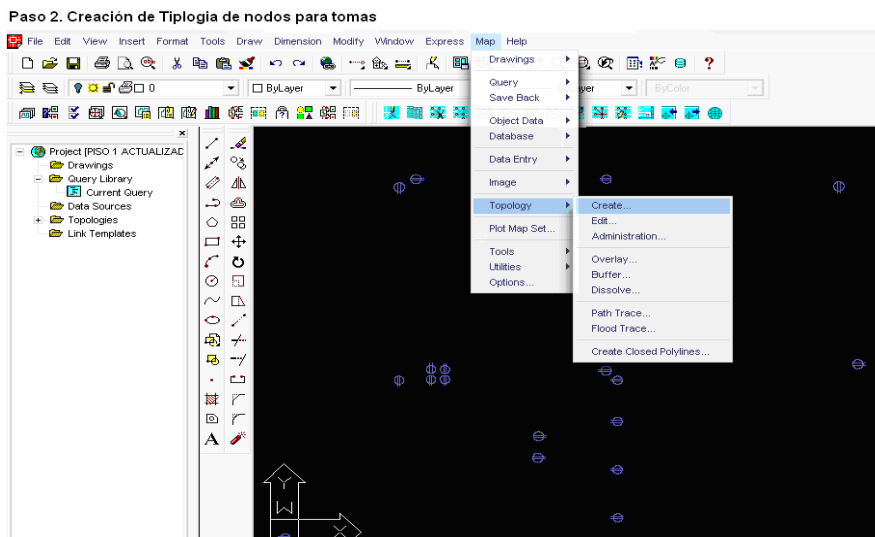 Paso 2. Creación de Tiplogia de nodos para tomas
File Edit View Insert Format Tools Draw Dimension Modify Window Express Map Help
0 ByLayer ByLayer ByColor
Project [PISO 1 ACTUALIZAD
Drawings
Query Library
Current Query
Data Sources
Topologies
Link Templates
Drawings
Query
Save Back
Object Data
Database
Data Entry
Image
Topology
Plot Map Set...
Tools
Utilities
Options...
Create...
Edit...
Administration...
Overlay...
Buffer...
Dissolve...
Path Trace...
Flood Trace...
Create Closed Polylines...
A
Y
W
X